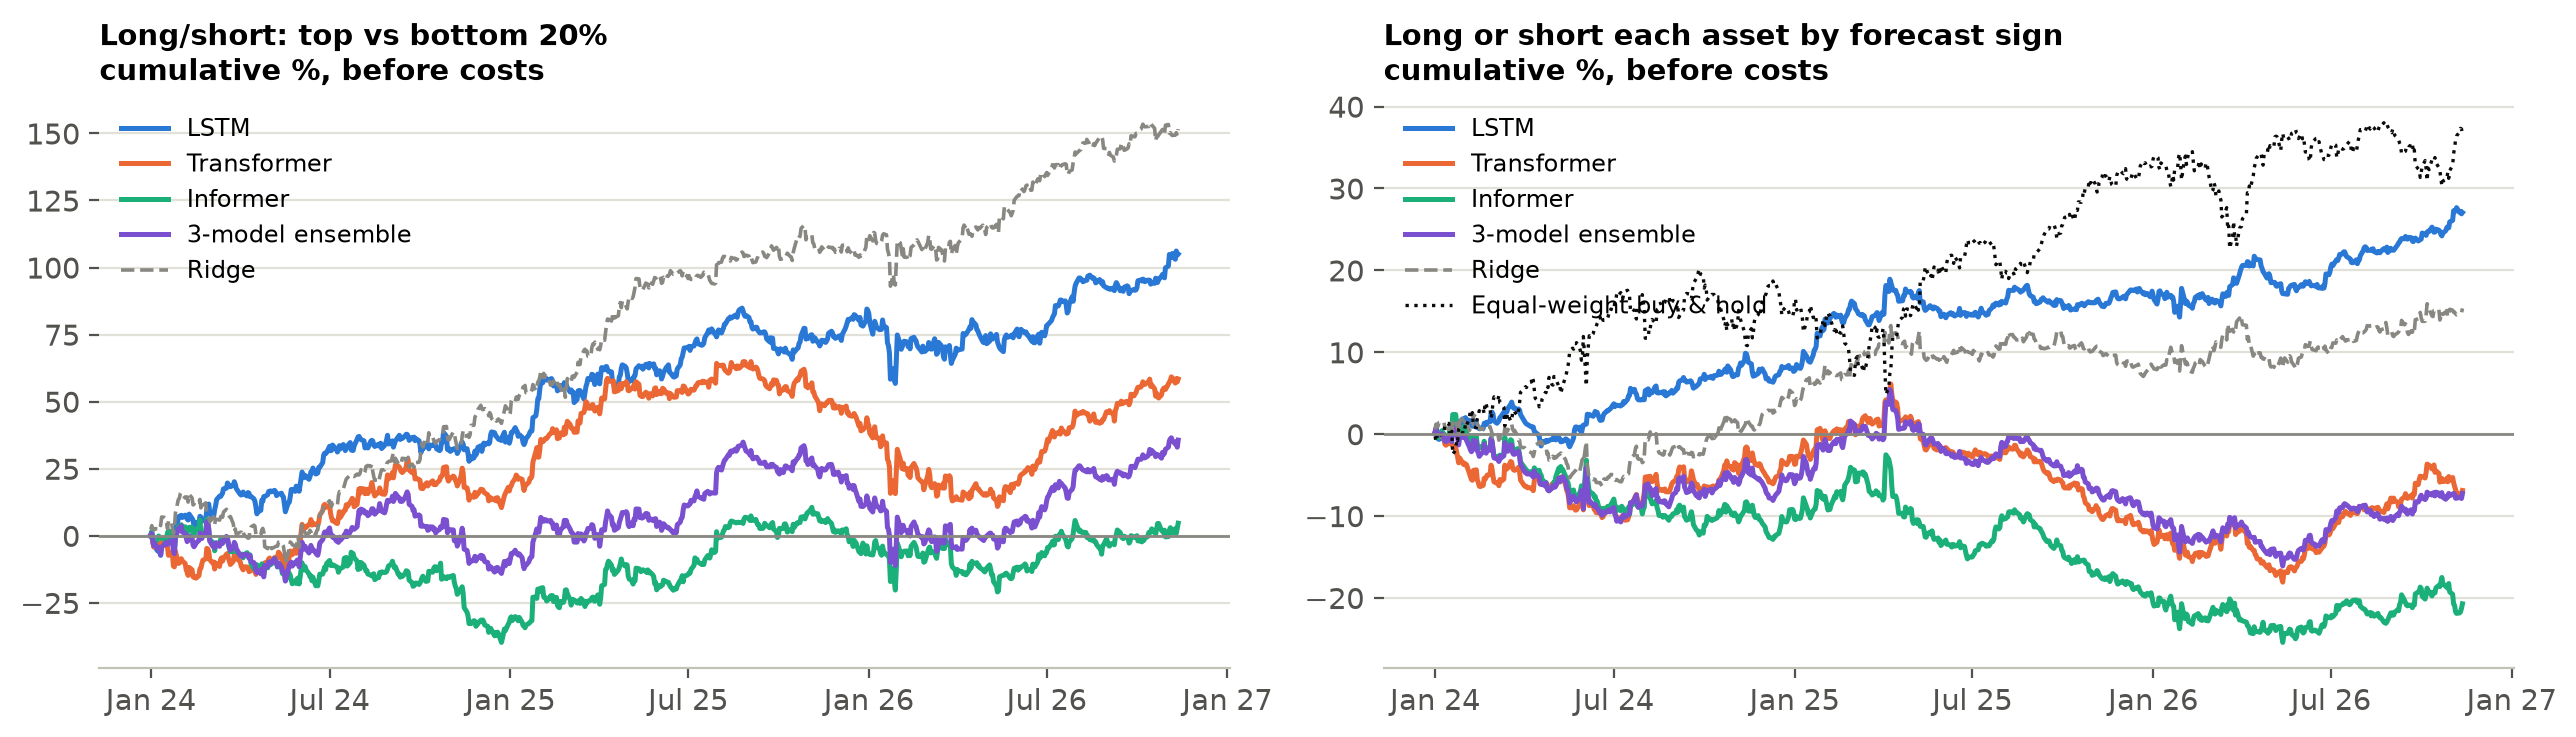 Long/short: top vs bottom 20%
cumulative %, before costs
150
125
100
75
50
25
0
−25
LSTM
Transformer
Informer
3-model ensemble
Ridge
Jan 24
Jul 24
Jan 25
Jul 25
Jan 26
Jul 26
Jan 27
Long or short each asset by forecast sign
cumulative %, before costs
40
30
20
10
0
−10
−20
LSTM
Transformer
Informer
3-model ensemble
Ridge
Equal-weight buy & hold
Jan 24
Jul 24
Jan 25
Jul 25
Jan 26
Jul 26
Jan 27